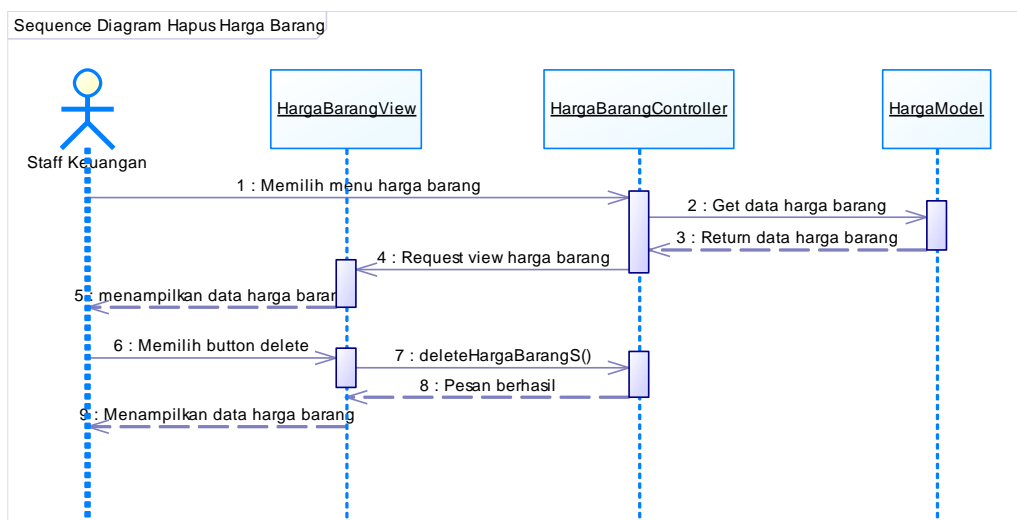 Sequence Diagram Hapus Harga Barang
HargaBarangView
HargaBarangController
HargaModel
Staff Keuangan
1 : Memilih menu harga barang
2 : Get data harga barang
3 : Return data harga barang
4 : Request view harga barang
5 : menampilkan data harga barar
6 : Memilih button delete
7 : deleteHargaBarangS()
8 : Pesan berhasil
9 : Menampilkan data harga barang